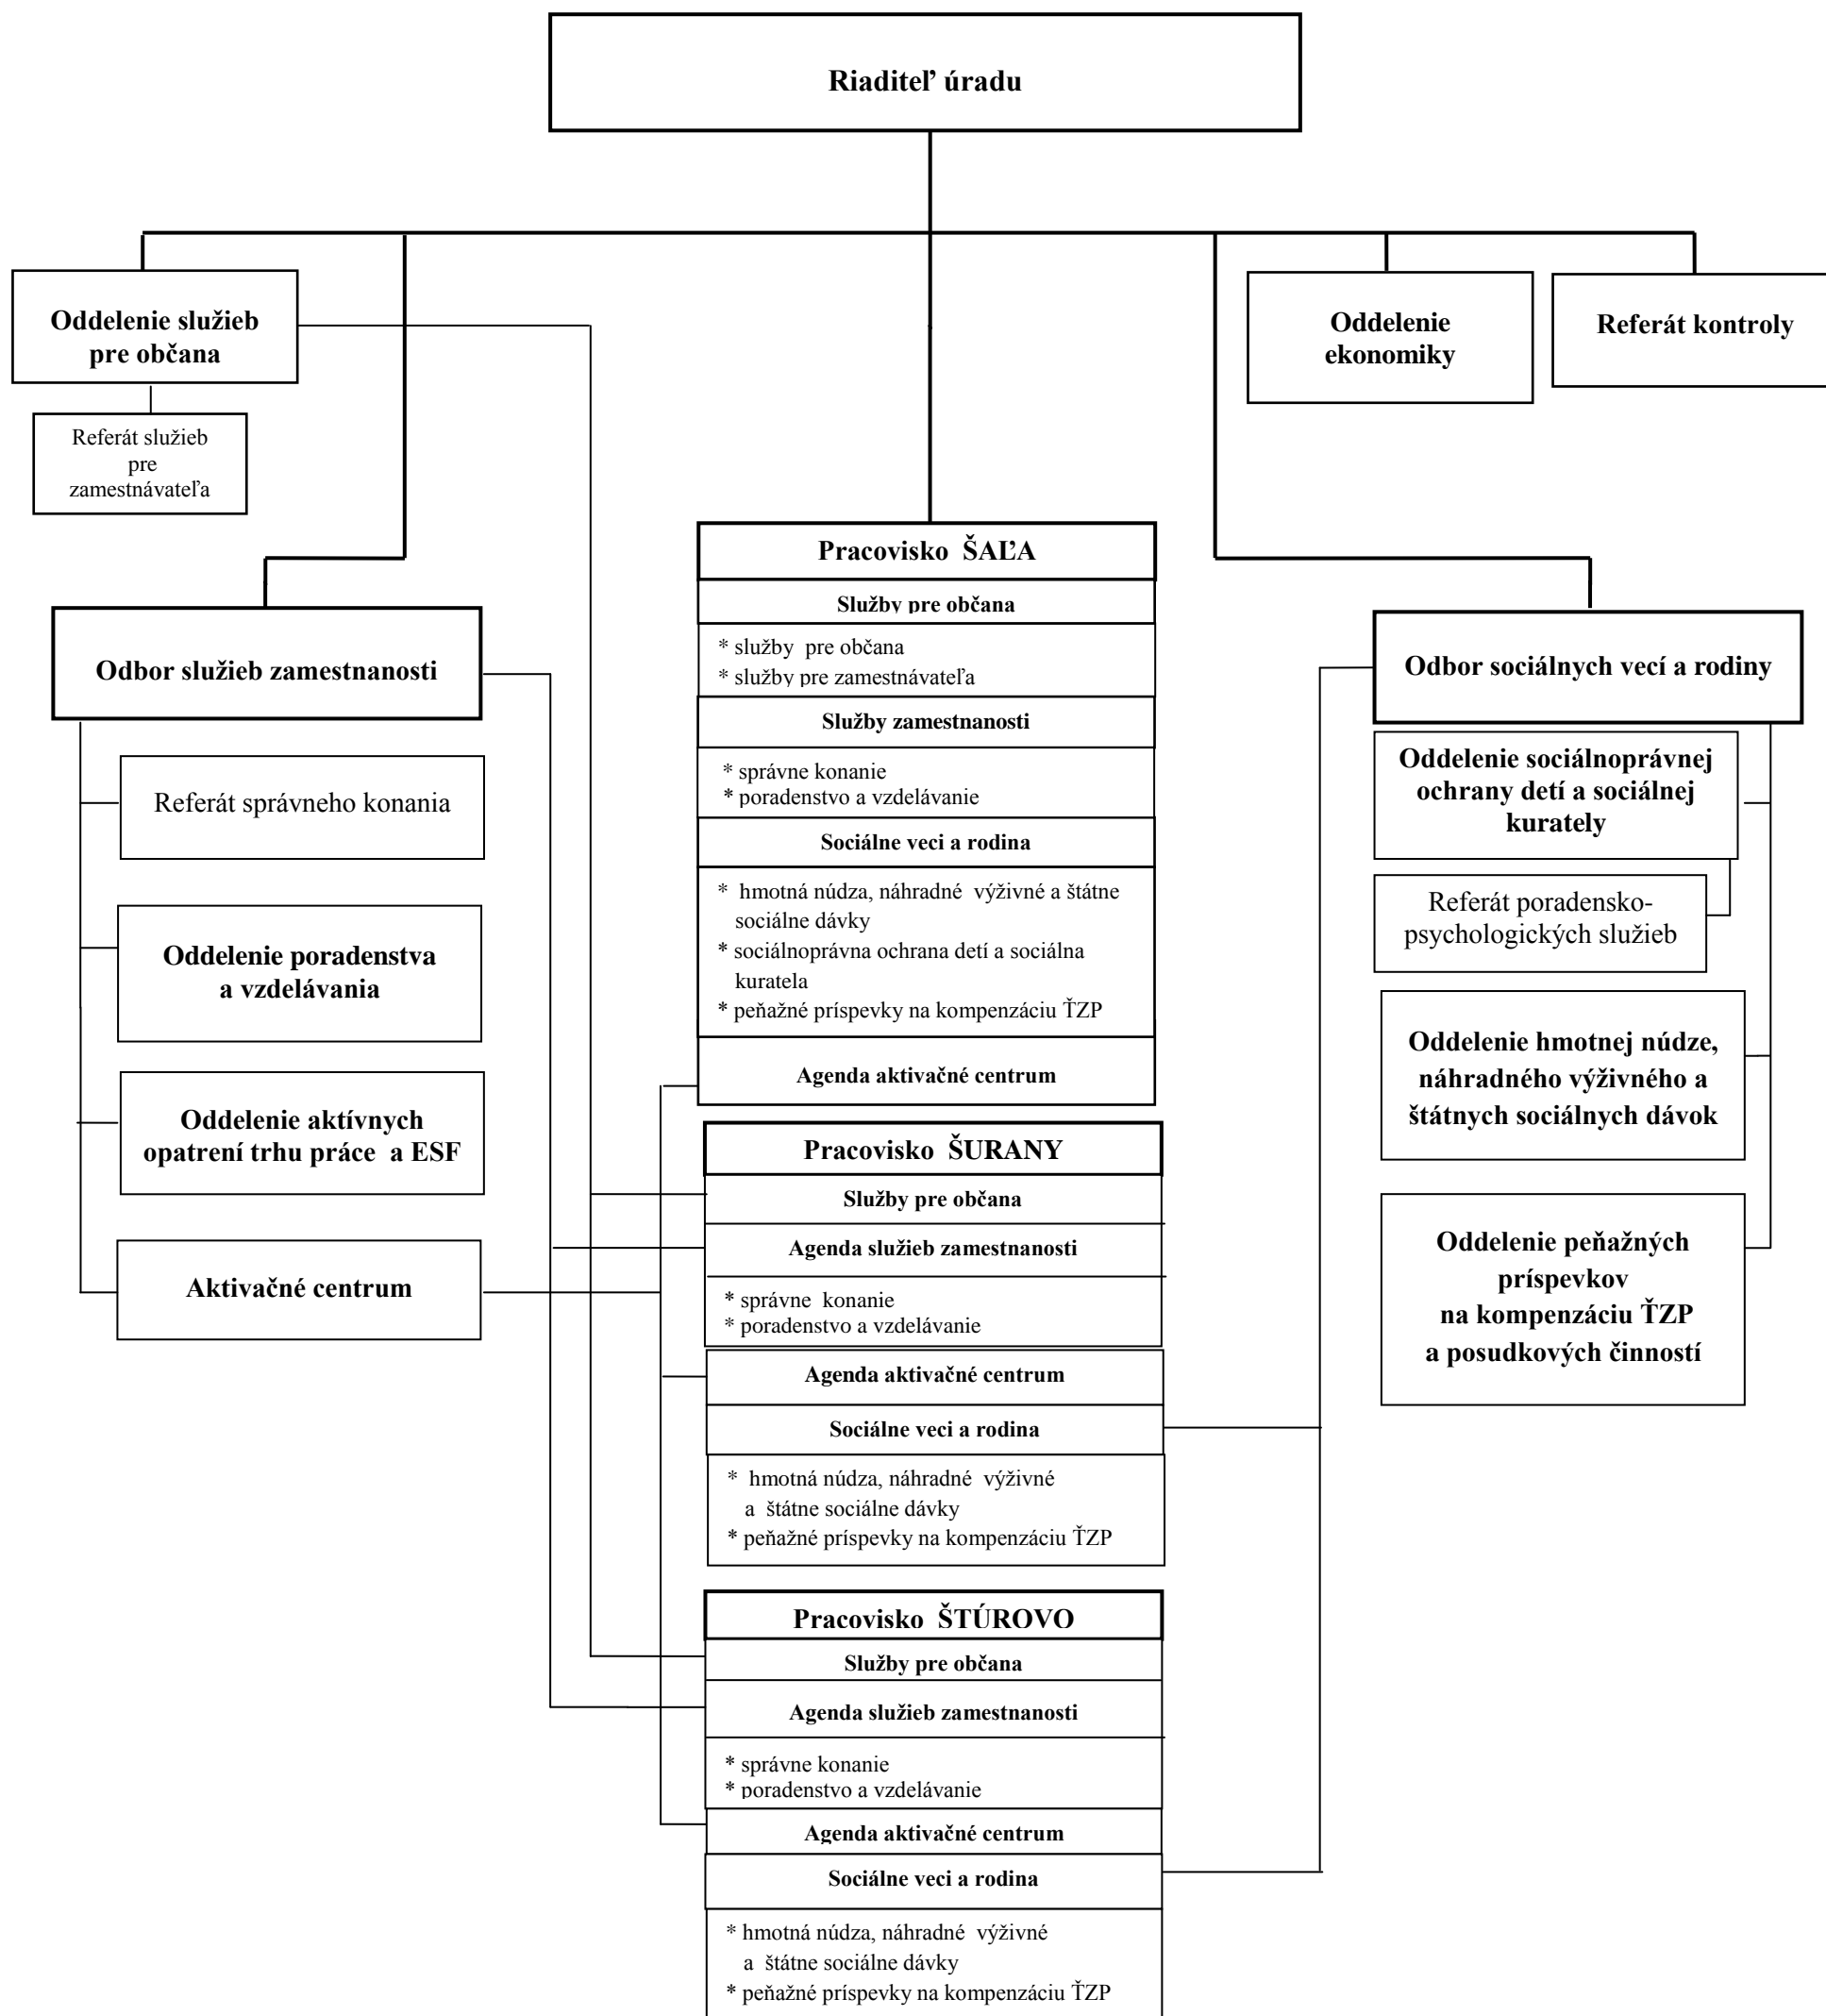 Riaditeľ úradu
Oddelenie služieb
pre občana
Oddelenie
ekonomiky
Referát kontroly
Referát služieb
pre
zamestnávateľa
Odbor služieb zamestnanosti
Referát správneho konania
Oddelenie poradenstva
a vzdelávania
Oddelenie aktívnych
opatrení trhu práce a ESF
Aktivačné centrum
Pracovisko ŠAĽA
Služby pre občana
* služby pre občana
* služby pre zamestnávateľa
Služby zamestnanosti
* správne konanie
* poradenstvo a vzdelávanie
Sociálne veci a rodina
* hmotná núdza, náhradné výživné a štátne
sociálne dávky
* sociálnoprávna ochrana detí a sociálna
kuratela
* peňažné príspevky na kompenzáciu ŤZP
Agenda aktivačné centrum
Pracovisko ŠURANY
Služby pre občana
Agenda služieb zamestnanosti
* správne konanie
* poradenstvo a vzdelávanie
Agenda aktivačné centrum
Sociálne veci a rodina
* hmotná núdza, náhradné výživné
a štátne sociálne dávky
* peňažné príspevky na kompenzáciu ŤZP
Pracovisko ŠTÚROVO
Služby pre občana
Agenda služieb zamestnanosti
* správne konanie
* poradenstvo a vzdelávanie
Agenda aktivačné centrum
Sociálne veci a rodina
* hmotná núdza, náhradné výživné
a štátne sociálne dávky
* peňažné príspevky na kompenzáciu ŤZP
Odbor sociálnych vecí a rodiny
Oddelenie sociálnoprávnej
ochrany detí a sociálnej
kurately
Referát poradensko-
psychologických služieb
Oddelenie hmotnej núdze,
náhradného výživného a
štátnych sociálnych dávok
Oddelenie peňažných
príspevkov
na kompenzáciu ŤZP
a posudkových činností